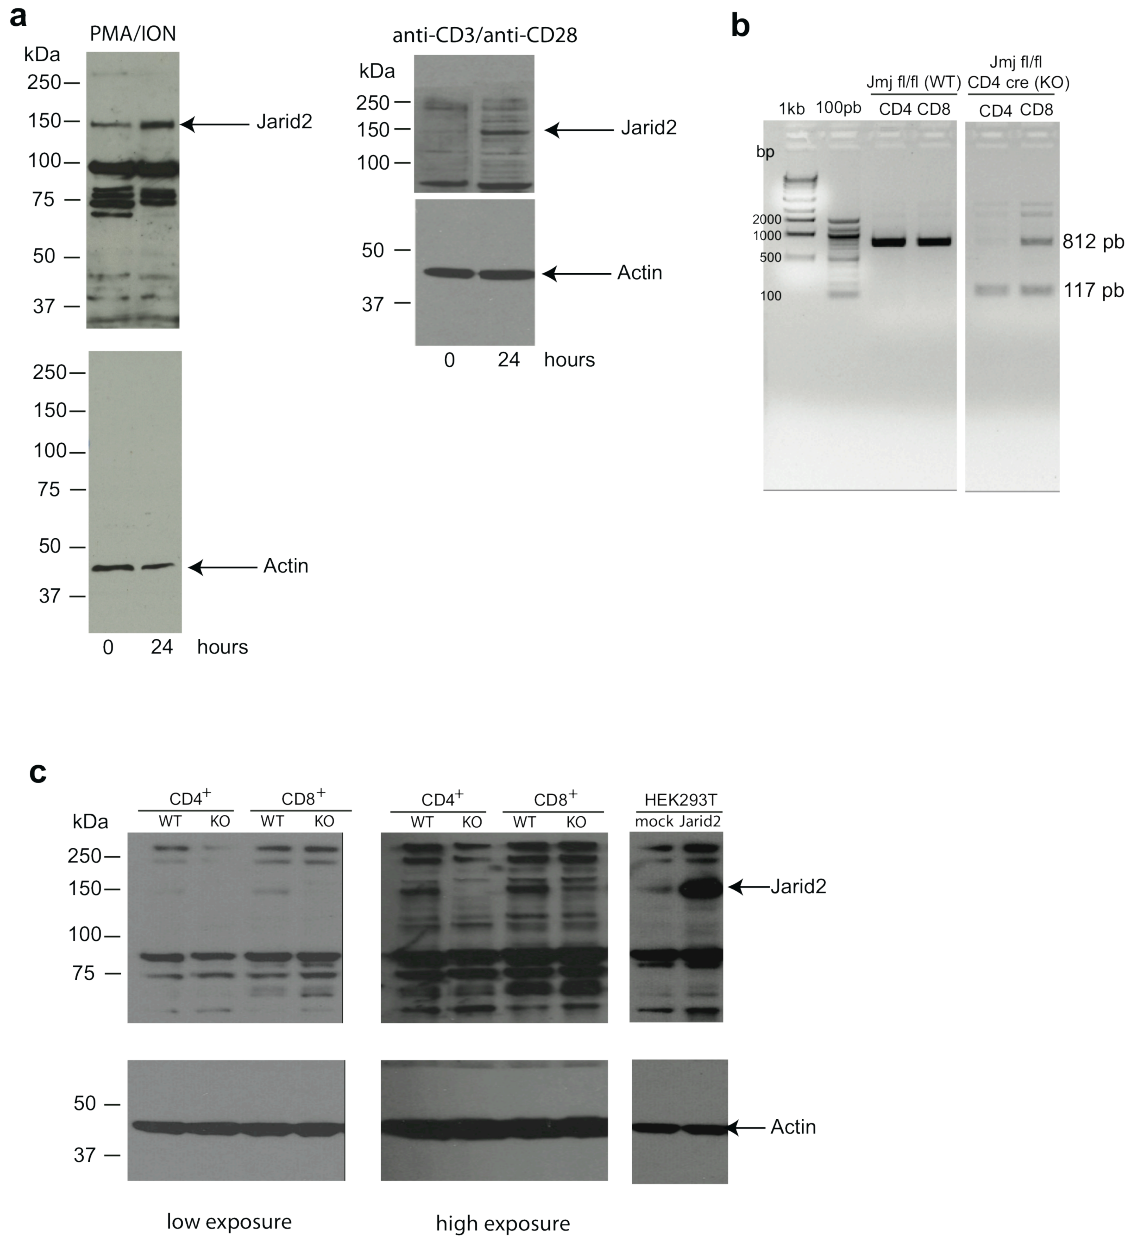 a
PMA/ION
kDa
250
150
100
75
50
37
Jarid2
250
150
100
75
50
37
Actin
0 24 hours
anti-CD3/anti-CD28
kDa
250
150
100
Jarid2
50
37
Actin
0 24 hours
b
Jmj fl/fl (WT)
Jmj fl/fl
CD4 cre (KO)
1kb 100pb CD4 CD8 CD4 CD8
bp
2000
1000
500
100
812 pb
117 pb
c
CD4+ CD8+ CD4+ CD8+ HEK293T
kDa WT KO WT KO WT KO WT KO mock Jarid2
250
150
100
75
Jarid2
50
37
Actin
low exposure
high exposure